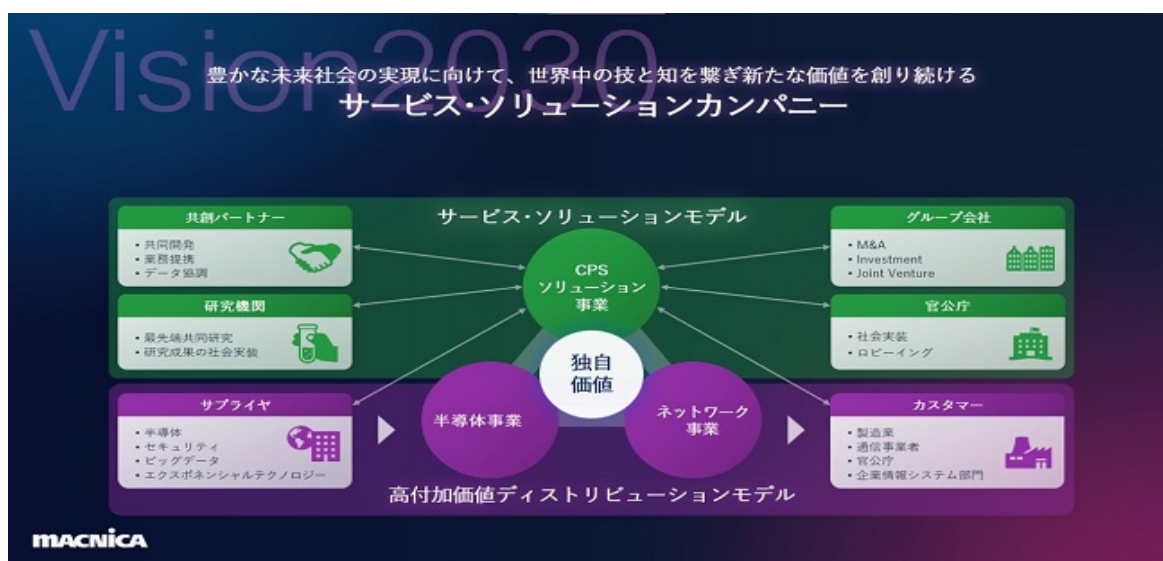 Vision2030
豊かな未来社会の実現に向けて、世界中の技と知を繋ぎ新たな価値を創り続ける
サービス・ソリューションカンパニー
サービス・ソリューションモデル
共創パートナー
・共同開発
・業務提携
・データ協調
研究機関
・最先端共同研究
・研究成果の社会実装
CPS
ソリューション
事業
グループ会社
・M&A
・Investment
・Joint Venture
官公庁
・社会実装
・ロビーイング
独自
価値
サプライヤ
・半導体
・セキュリティ
・ビッグデータ
・エクスポネンシャルテクノロジー
半導体事業
ネットワーク
事業
カスタマー
・製造業
・通信事業者
・官公庁
・企業情報システム部門
高付加価値ディストリビューションモデル
MACNICA